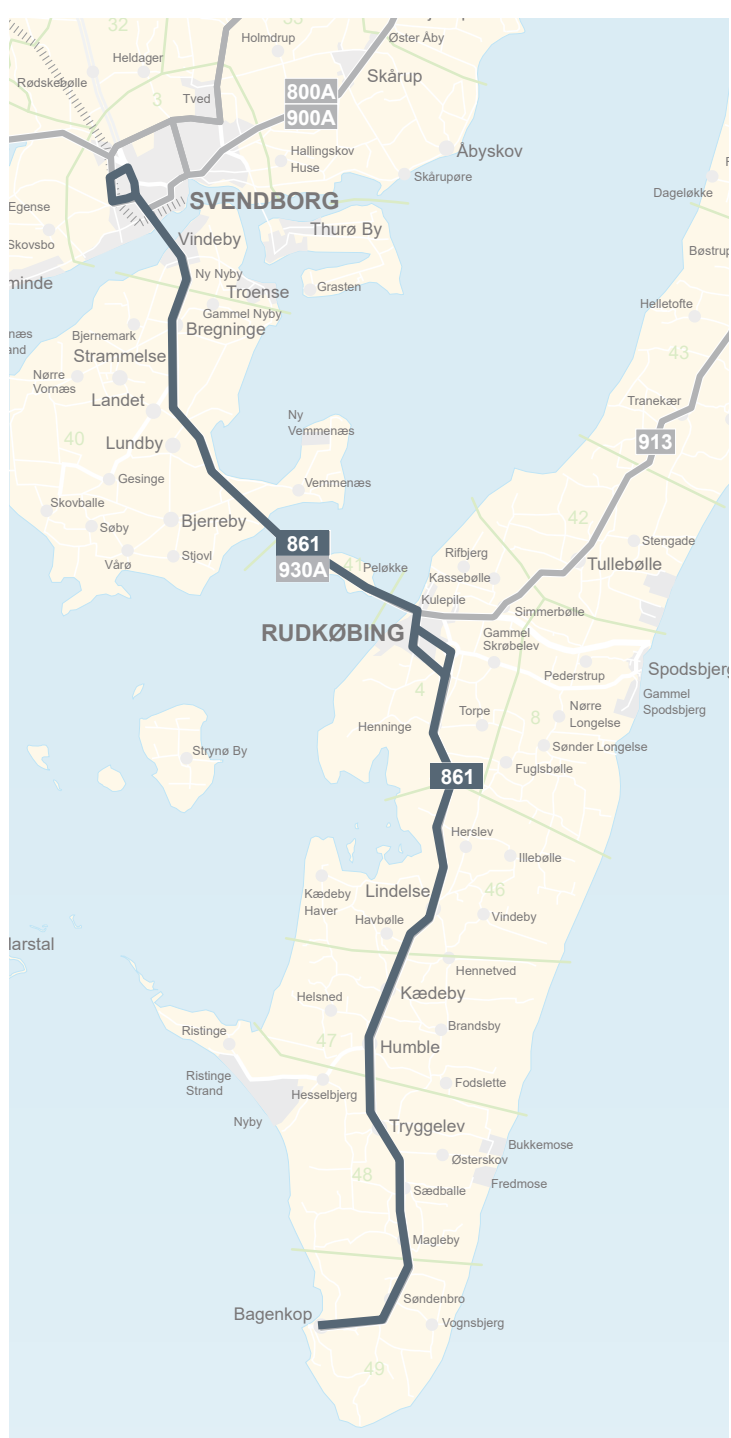 32
33
Holmdrup
Øster Åby
Heldager
Skårup
Rødskebølle
3
Tved
800A
900A
Hallingskov
Huse
Åbyskov
Skårupøre
Dageløkke
SVENDBORG
Egense
Skovsbo
Vindeby
Thurø By
Bøstrup
minde
Ny Nyby
Troense
Grasten
Gammel Nyby
Helletofte
Bjernemark
Bregninge
næs
and
Strammelse
43
Nørre
Vornæs
Landet
Tranekær
Ny
Vemmenæs
40
Lundby
913
Gesinge
Vemmenæs
Skovballe
Søby
Bjerreby
42
Stengade
861
Vårø
Stjovl
930A
41
Peløkke
Rifbjerg
Kassebølle
Tullebølle
Kulepile
Simmerbølle
RUDKØBING
Gammel
Skrøbelev
Pederstrup
Spodsbjerg
4
Gammel
Spodsbjerg
Torpe
8
Nørre
Longelse
Henninge
Sønder Longelse
Strynø By
Fuglsbølle
861
Herslev
Illebølle
Kædeby
Haver
Lindelse
46
Havbølle
Vindeby
larstal
Hennetved
Helsned
Kædeby
Ristinge
47
Brandsby
Humble
Ristinge
Strand
Hesselbjerg
Fodslette
Nyby
Tryggelev
Bukkemose
48
Østerskov
Sædballe
Fredmose
Magleby
Søndenbro
Bagenkop
Vognsbjerg
49